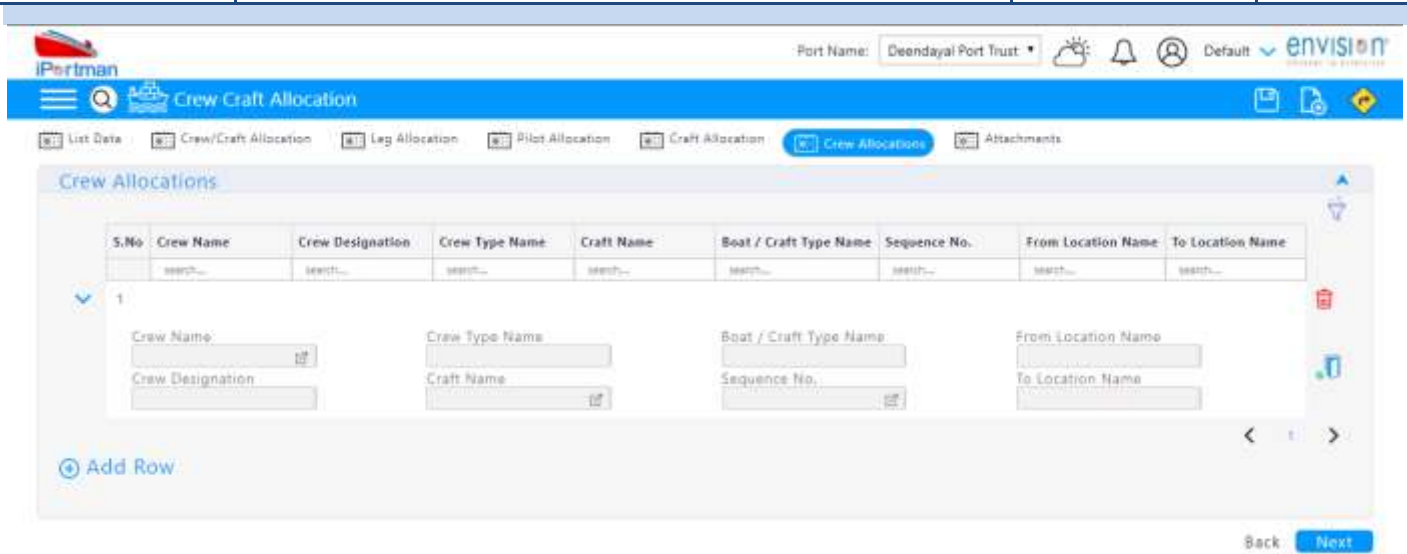 Port Name: Deendayal Port Trust Default envision
iPortman
Crew Craft Allocation
List Data Crew/Craft Allocation Leg Allocation Pilot Allocation Craft Allocation Crew Allocations Attachments
Crew Allocations
S.No Crew Name Crew Designation Crew Type Name Craft Name Boat / Craft Type Name Sequence No. From Location Name To Location Name
search... search... search... search... search... search... search... search...
1
Crew Name Crew Type Name Boat / Craft Type Name From Location Name
Crew Designation Craft Name Sequence No. To Location Name
1
Add Row
Back Next